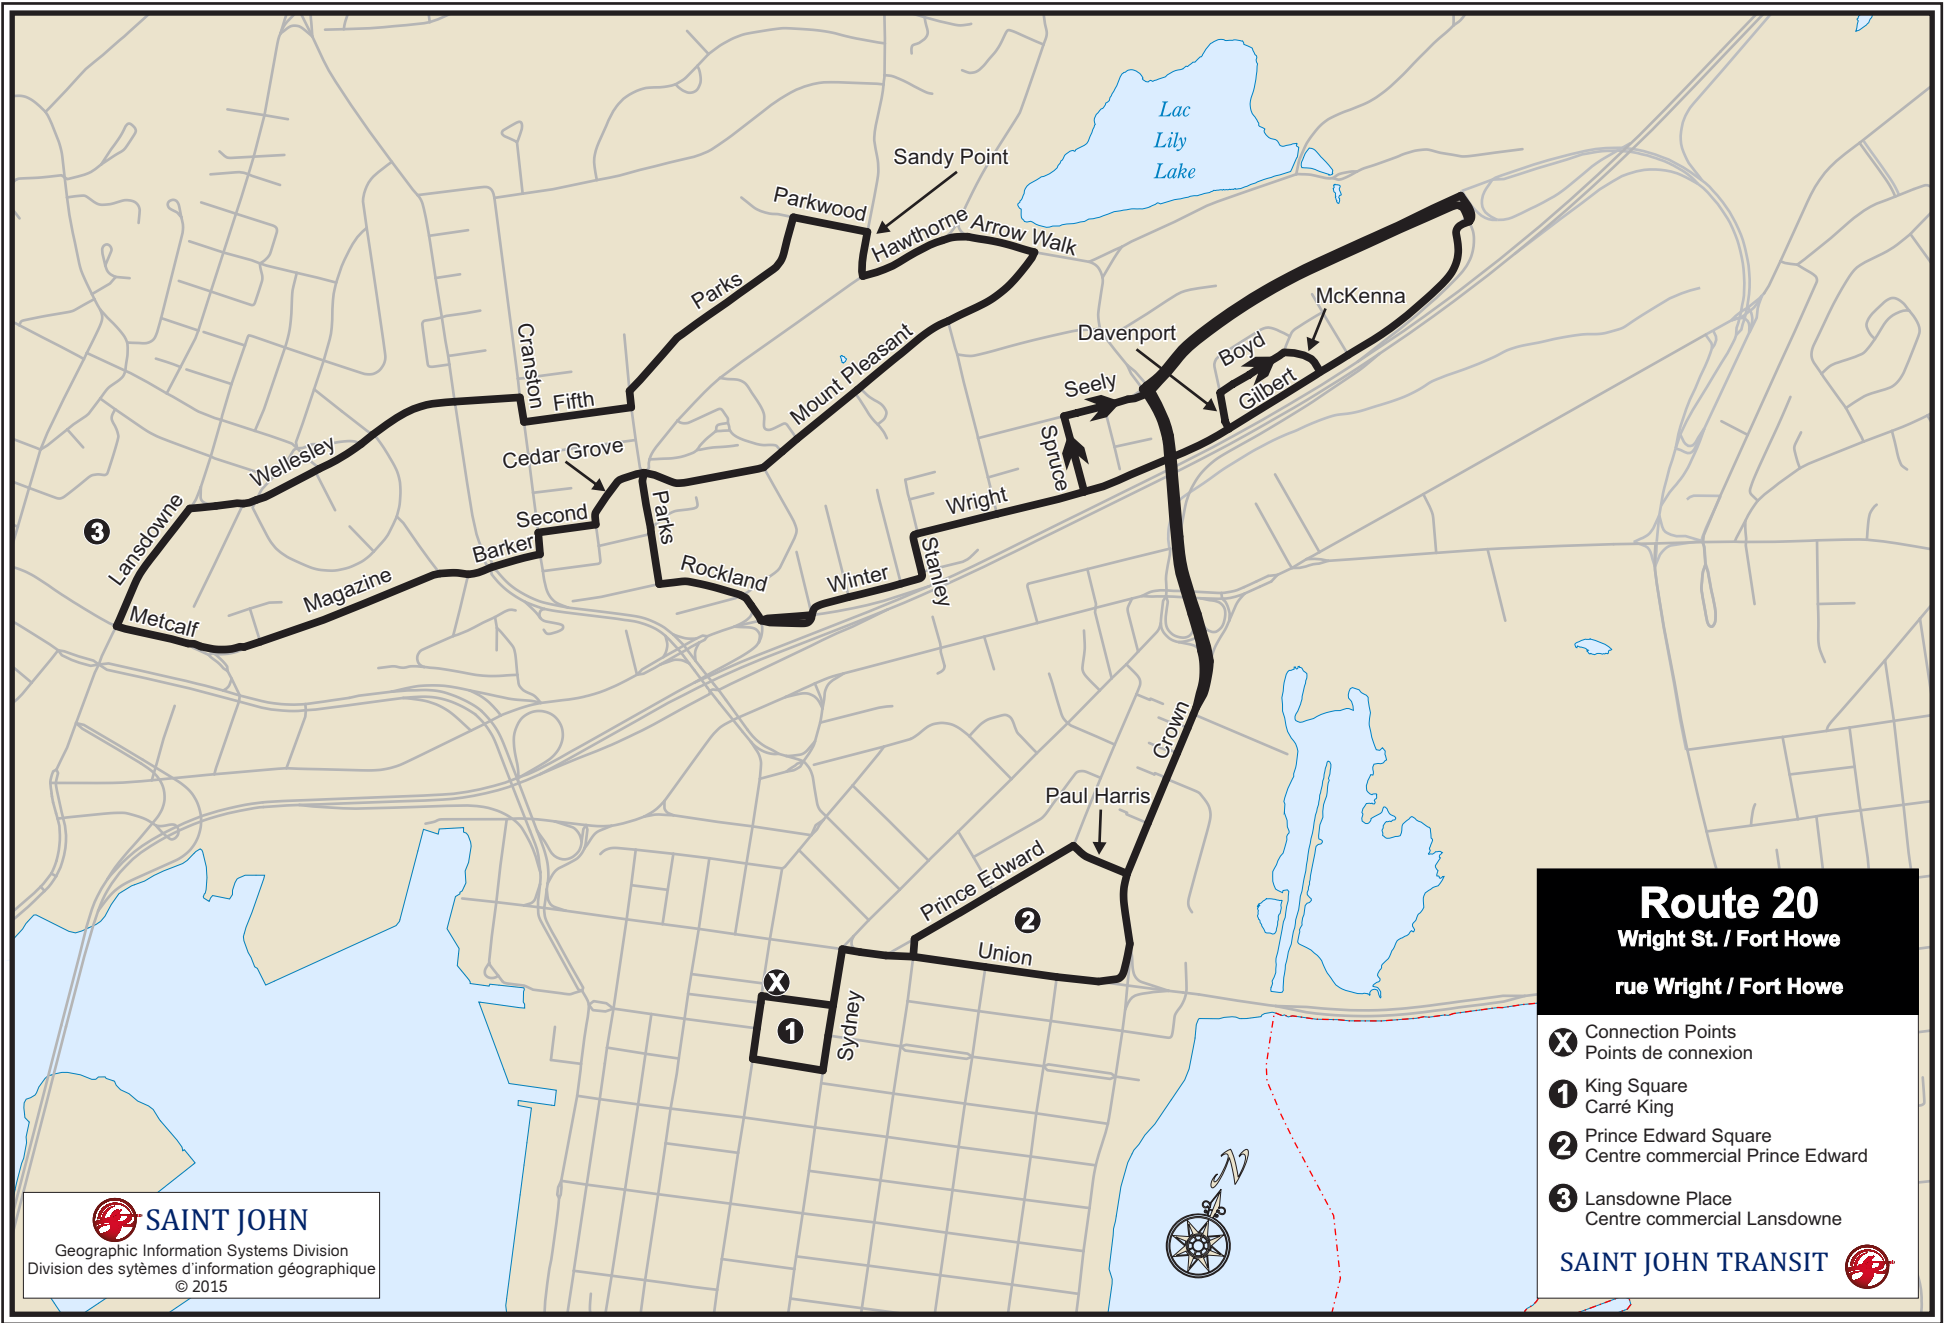 Lac
Lily
Lake
Sandy Point
Parkwood
Hawthorne
Arrow Walk
Parks
McKenna
Davenport
Boyd
Cranston
Mount Pleasant
Seely
Gilbert
Fifth
Spruce
Wellesley
Cedar Grove
Lansdowne
3
Second
Parks
Wright
Barker
Stanley
Magazine
Rockland
Winter
Metcalf
Crown
Paul Harris
Prince Edward
2
Union
X
1
Sydney
N
Route 20
Wright St. / Fort Howe
rue Wright / Fort Howe
X Connection Points
Points de connexion
1 King Square
Carré King
2 Prince Edward Square
Centre commercial Prince Edward
3 Lansdowne Place
Centre commercial Lansdowne
SAINT JOHN TRANSIT
SAINT JOHN
Geographic Information Systems Division
Division des sytèmes d'information géographique
© 2015